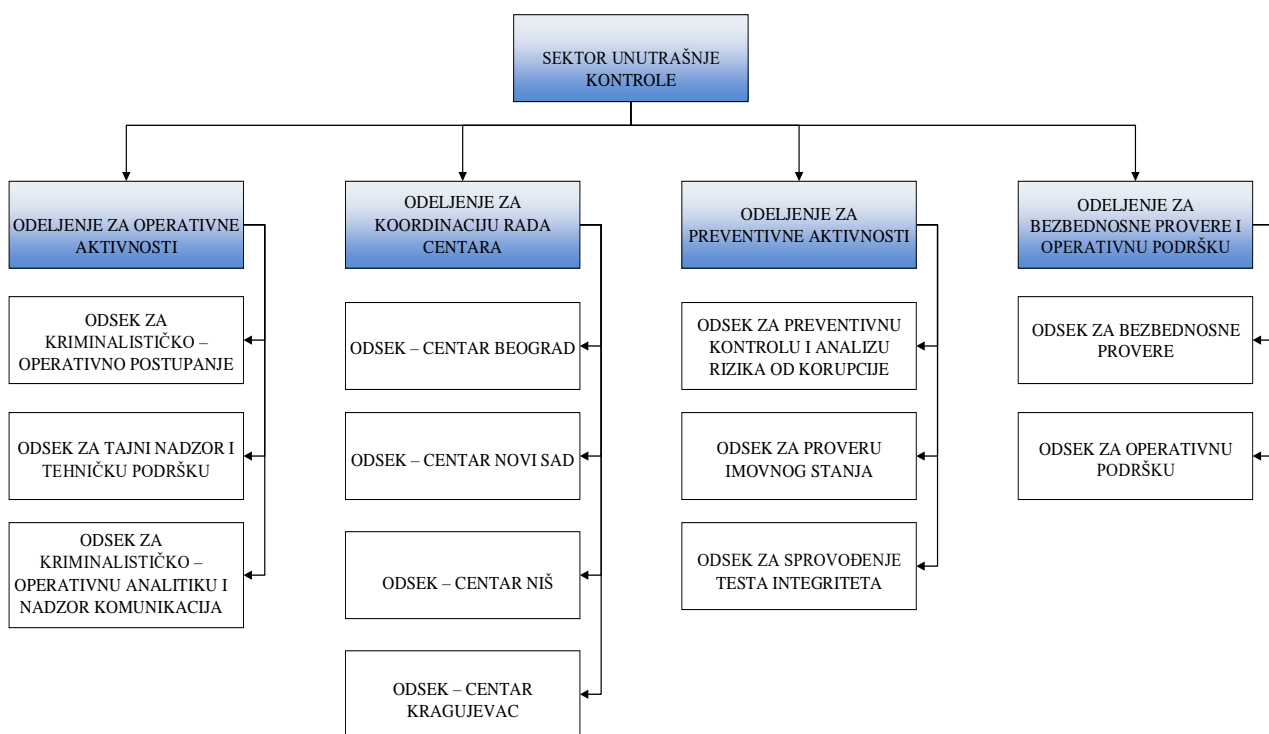 SEKTOR UNUTRAŠNJE
KONTROLE
ODELJENJE ZA OPERATIVNE
AKTIVNOSTI
ODSEK ZA
KRIMINALISTIČKO –
OPERATIVNO POSTUPANJE
ODSEK ZA TAJNI NADZOR I
TEHNIČKU PODRŠKU
ODSEK ZA
KRIMINALISTIČKO –
OPERATIVNU ANALITIKU I
NADZOR KOMUNIKACIJA
ODELJENJE ZA
KOORDINACIJU RADA
CENTARA
ODSEK – CENTAR BEOGRAD
ODSEK – CENTAR NOVI SAD
ODSEK – CENTAR NIŠ
ODSEK – CENTAR
KRAGUJEVAC
ODELJENJE ZA
PREVENTIVNE AKTIVNOSTI
ODSEK ZA PREVENTIVNU
KONTROLU I ANALIZU
RIZIKA OD KORUPCIJE
ODSEK ZA PROVERU
IMOVNOG STANJA
ODSEK ZA SPROVOĐENJE
TESTA INTEGRITETA
ODELJENJE ZA
BEZBEDNOSNE PROVERE I
OPERATIVNU PODRŠKU
ODSEK ZA BEZBEDNOSNE
PROVERE
ODSEK ZA OPERATIVNU
PODRŠKU